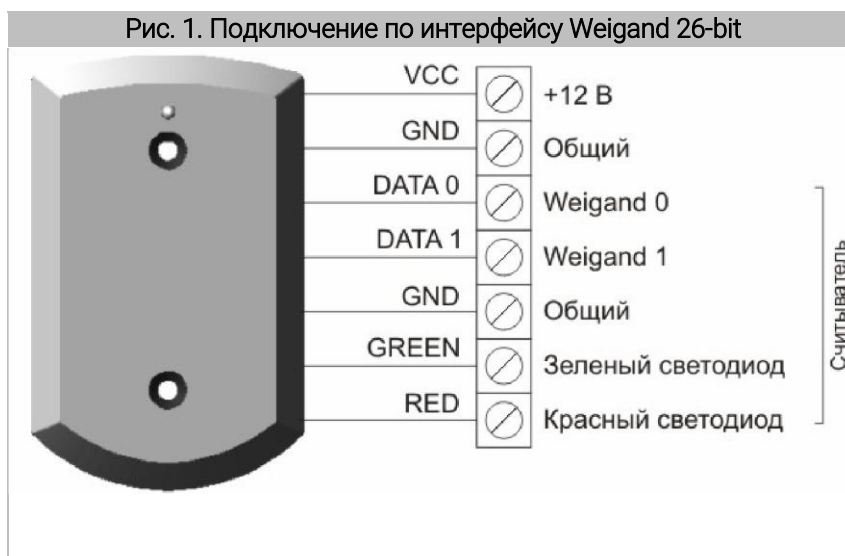 Рис. 1. Подключение по интерфейсу Weigand 26-bit
VCC +12 В
GND Общий
DATA 0 Weigand 0
DATA 1 Weigand 1
GND Общий
GREEN Зеленый светодиод
RED Красный светодиод
Считыватель